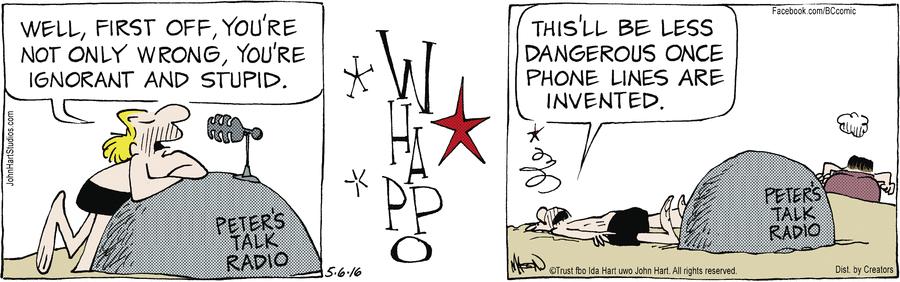 WELL, FIRST OFF, YOU'RE
NOT ONLY WRONG, YOU'RE
IGNORANT AND STUPID.
JohnHartStudios.com
PETER'S
TALK
RADIO
5.6.16
WHAPPO
Facebook.com/BCcomic
THIS'LL BE LESS
DANGEROUS ONCE
PHONE LINES ARE
INVENTED.
PETER'S
TALK
RADIO
©Trust fbo Ida Hart uwo John Hart. All rights reserved.
Dist. by Creators